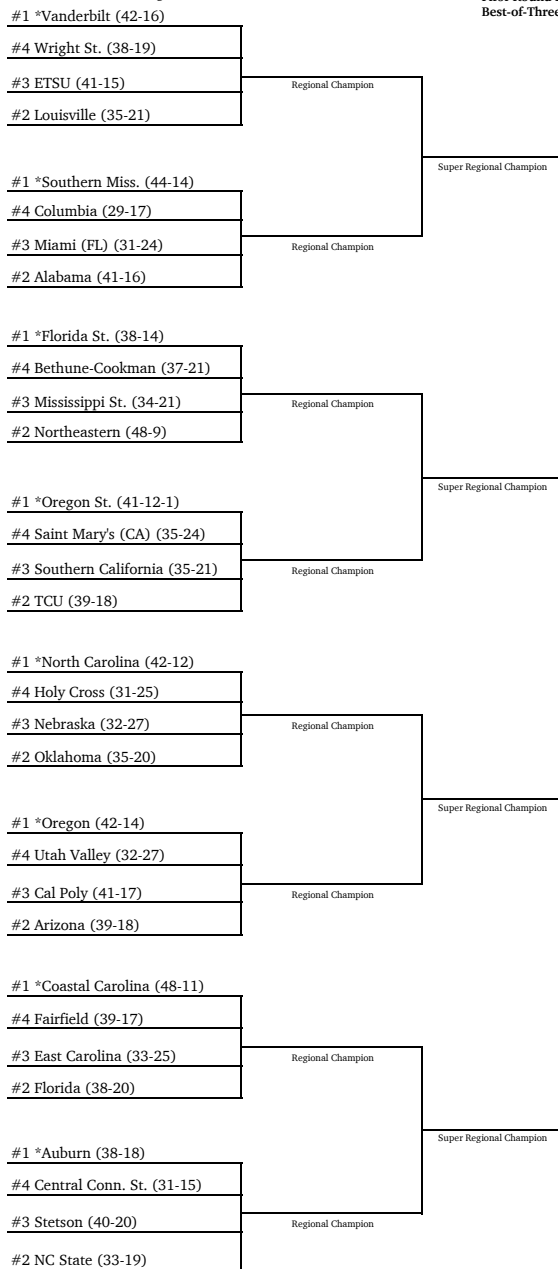 #1 *Vanderbilt (42-16)
Best-of-Three
#4 Wright St. (38-19)
#3 ETSU (41-15)
Regional Champion
#2 Louisville (35-21)
Super Regional Champion
#1 *Southern Miss. (44-14)
#4 Columbia (29-17)
#3 Miami (FL) (31-24)
Regional Champion
#2 Alabama (41-16)
#1 *Florida St. (38-14)
#4 Bethune-Cookman (37-21)
#3 Mississippi St. (34-21)
Regional Champion
#2 Northeastern (48-9)
Super Regional Champion
#1 *Oregon St. (41-12-1)
#4 Saint Mary's (CA) (35-24)
#3 Southern California (35-21)
Regional Champion
#2 TCU (39-18)
#1 *North Carolina (42-12)
#4 Holy Cross (31-25)
#3 Nebraska (32-27)
Regional Champion
#2 Oklahoma (35-20)
Super Regional Champion
#1 *Oregon (42-14)
#4 Utah Valley (32-27)
#3 Cal Poly (41-17)
Regional Champion
#2 Arizona (39-18)
#1 *Coastal Carolina (48-11)
#4 Fairfield (39-17)
#3 East Carolina (33-25)
Regional Champion
#2 Florida (38-20)
Super Regional Champion
#1 *Auburn (38-18)
#4 Central Conn. St. (31-15)
#3 Stetson (40-20)
Regional Champion
#2 NC State (33-19)